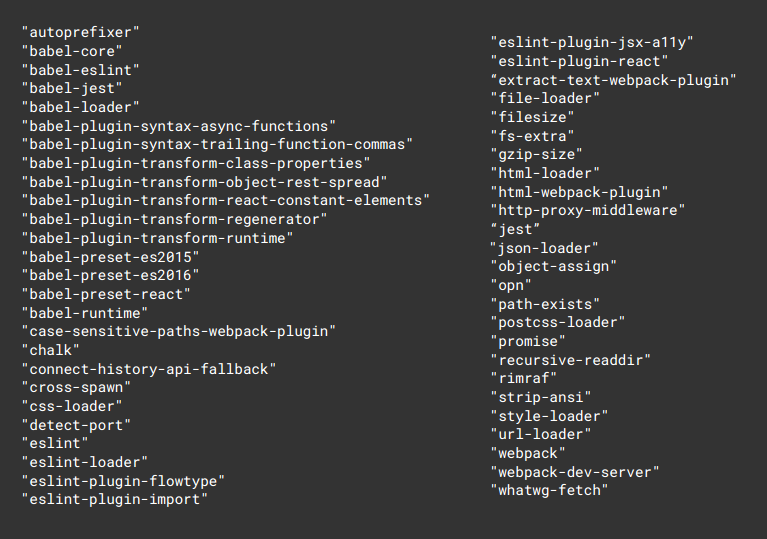 "autoprefixer"
"babel-core"
"babel-eslint"
"babel-jest"
"babel-loader"
"babel-plugin-syntax-async-functions"
"babel-plugin-syntax-trailing-function-commas"
"babel-plugin-transform-class-properties"
"babel-plugin-transform-object-rest-spread"
"babel-plugin-transform-react-constant-elements"
"babel-plugin-transform-regenerator"
"babel-plugin-transform-runtime"
"babel-preset-es2015"
"babel-preset-es2016"
"babel-preset-react"
"babel-runtime"
"case-sensitive-paths-webpack-plugin"
"chalk"
"connect-history-api-fallback"
"cross-spawn"
"css-loader"
"detect-port"
"eslint"
"eslint-loader"
"eslint-plugin-flowtype"
"eslint-plugin-import"
"eslint-plugin-jsx-a11y"
"eslint-plugin-react"
“extract-text-webpack-plugin"
"file-loader"
"filesize"
"fs-extra"
"gzip-size"
"html-loader"
"html-webpack-plugin"
"http-proxy-middleware"
“jest”
"json-loader"
"object-assign"
"opn"
"path-exists"
"postcss-loader"
"promise"
"recursive-readdir"
"rimraf"
"strip-ansi"
"style-loader"
"url-loader"
"webpack"
"webpack-dev-server"
"whatwg-fetch"